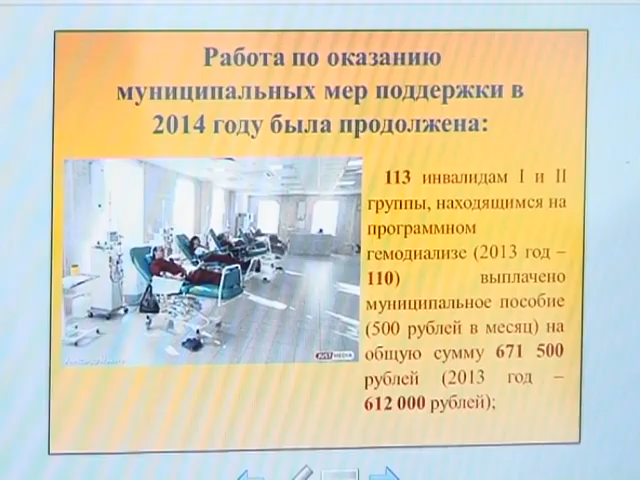 Работа по оказанию
муниципальных мер поддержки в
2014 году была продолжена:
113 инвалидам I и II
группы, находящимся на
программном
гемодиализе (2013 год –
110) выплачено
муниципальное пособие
(500 рублей в месяц) на
общую сумму 671 500
рублей (2013 год –
612 000 рублей);
JUST MEDIA